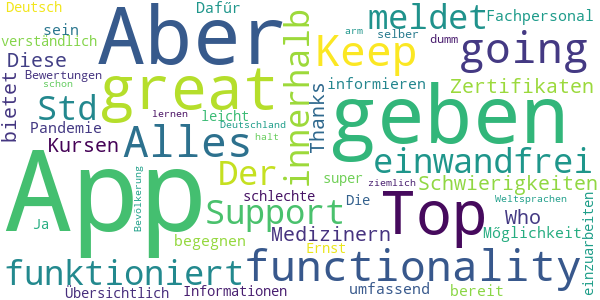 Deutsch
Dafür
arm
selber
meldet
Fachpersonal
sein
verständlich
Aber
Keep
dumm
going
Diese
bietet
Bewertungen
great
innerhalb
informieren
Zertifikaten
schon
Std
lernen
leicht
Thanks
geben
Pandemie
Deutschland
Kursen
Alles
halt
einwandfrei
App
Bevölkerung
Der
super
ziemlich
Schwierigkeiten
schlechte
Die
Top
Weltsprachen
Ja
Support
Who
einzuarbeiten
begegnen
Medizinern
Möglichkeit
Ernst
funktioniert
functionality
Übersichtlich
Informationen
umfassend
bereit